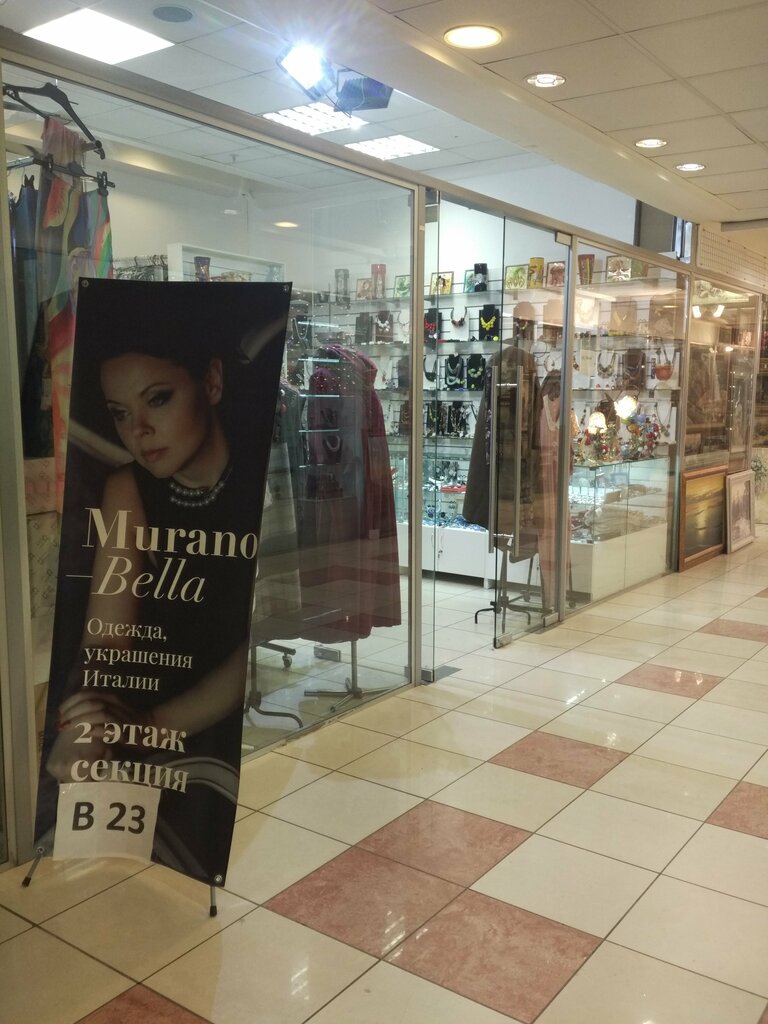 Murano
Bella
Одежда,
украшения
Италии
2 этаж
секция
В 23